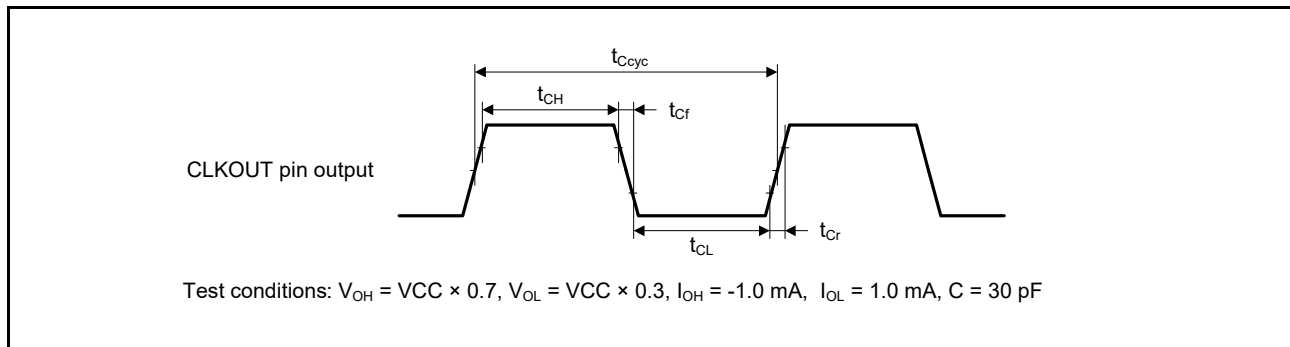 tCcyc
tCH
tCf
CLKOUT pin output
tCL
tCr
Test conditions: VOH = VCC × 0.7, VOL = VCC × 0.3, IOH = -1.0 mA, IOL = 1.0 mA, C = 30 pF